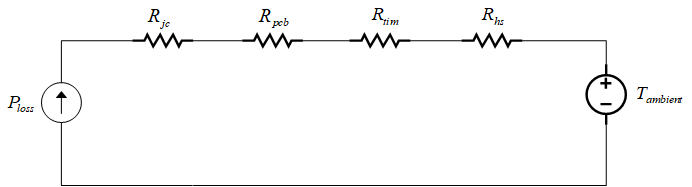 R_jc R_pcb R_tim R_hs
P_loss
+
−
T_ambient